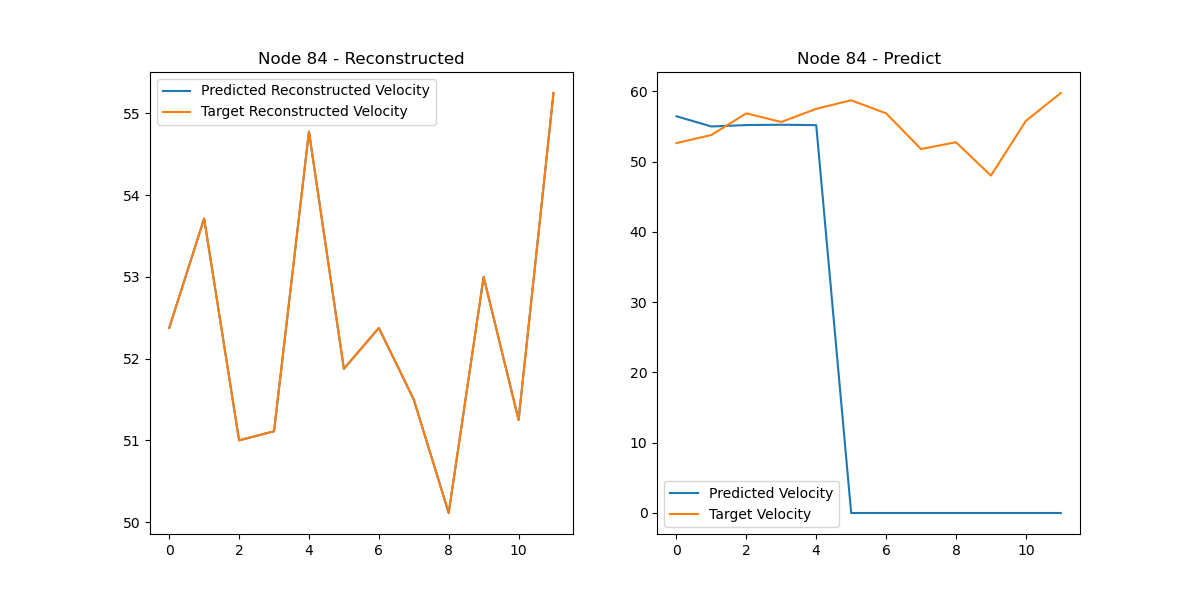 Node 84 - Reconstructed
Predicted Reconstructed Velocity
Target Reconstructed Velocity
55
54
53
52
51
50
0 2 4 6 8 10
Node 84 - Predict
60
50
40
30
20
10
0
Predicted Velocity
Target Velocity
0 2 4 6 8 10